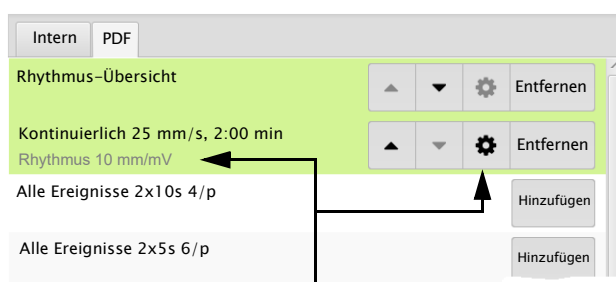 Intern PDF
Rhythmus-Übersicht Entfernen
Kontinuierlich 25 mm/s, 2:00 min Entfernen
Rhythmus 10 mm/mV
Alle Ereignisse 2x10s 4/p Hinzufügen
Alle Ereignisse 2x5s 6/p Hinzufügen